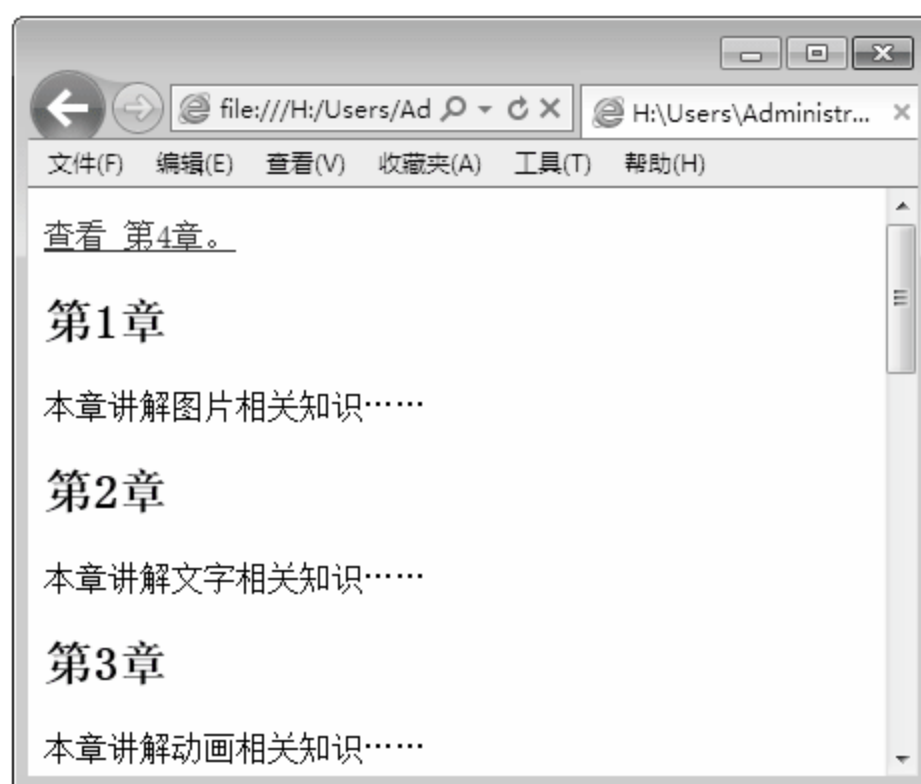 file:///H:/Users/Ad
H:\Users\Administr...
文件(F) 编辑(E) 查看(V) 收藏夹(A) 工具(T) 帮助(H)
查看 第4章。
第1章
本章讲解图片相关知识……
第2章
本章讲解文字相关知识……
第3章
本章讲解动画相关知识……